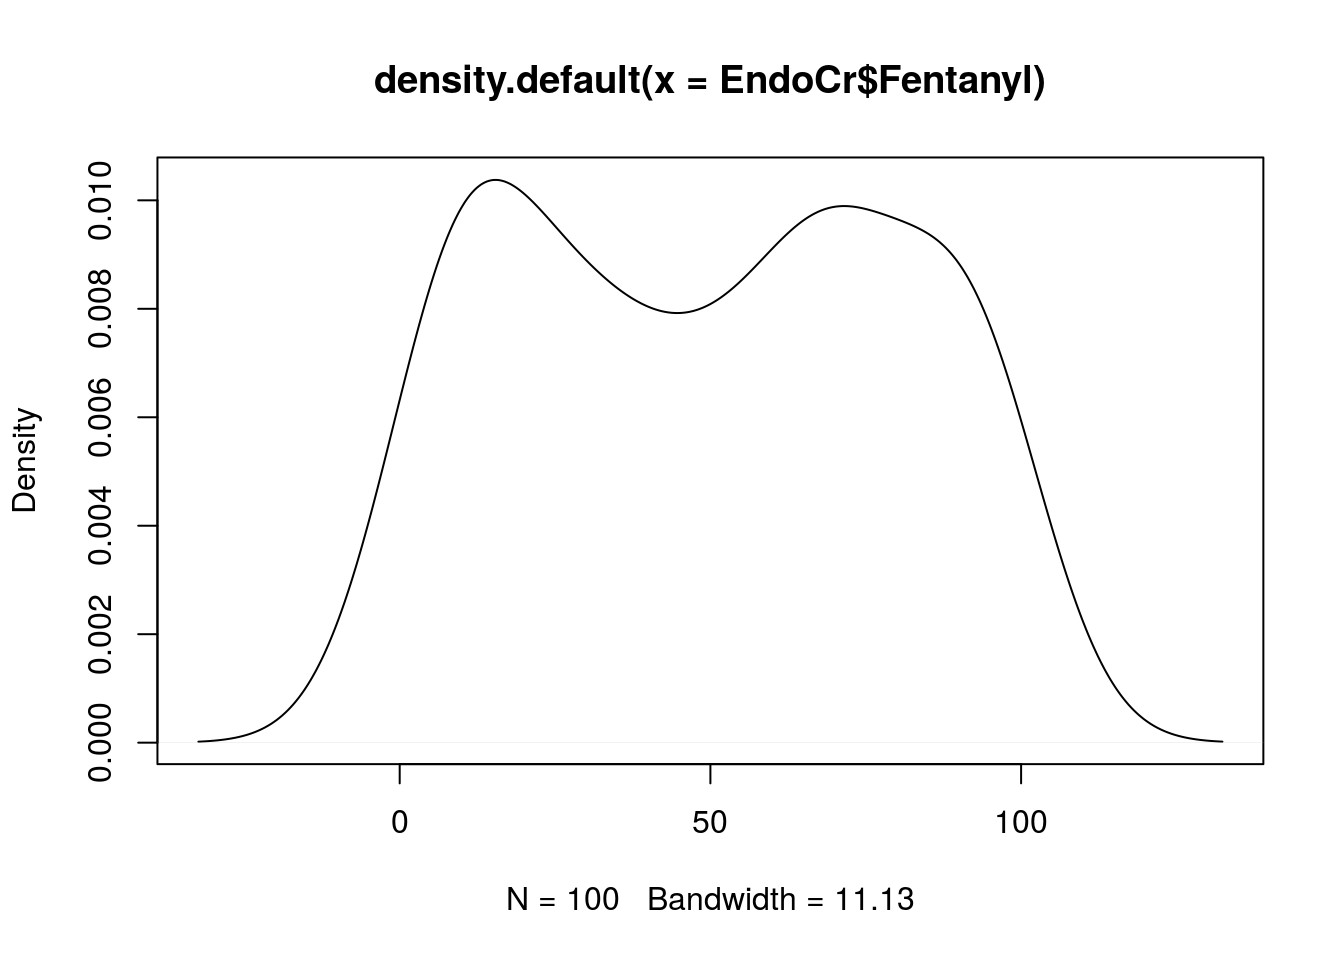 density.default(x = EndoCr$Fentanyl)
Density
0.010
0.008
0.006
0.004
0.002
0.000
0 50 100
N = 100 Bandwidth = 11.13